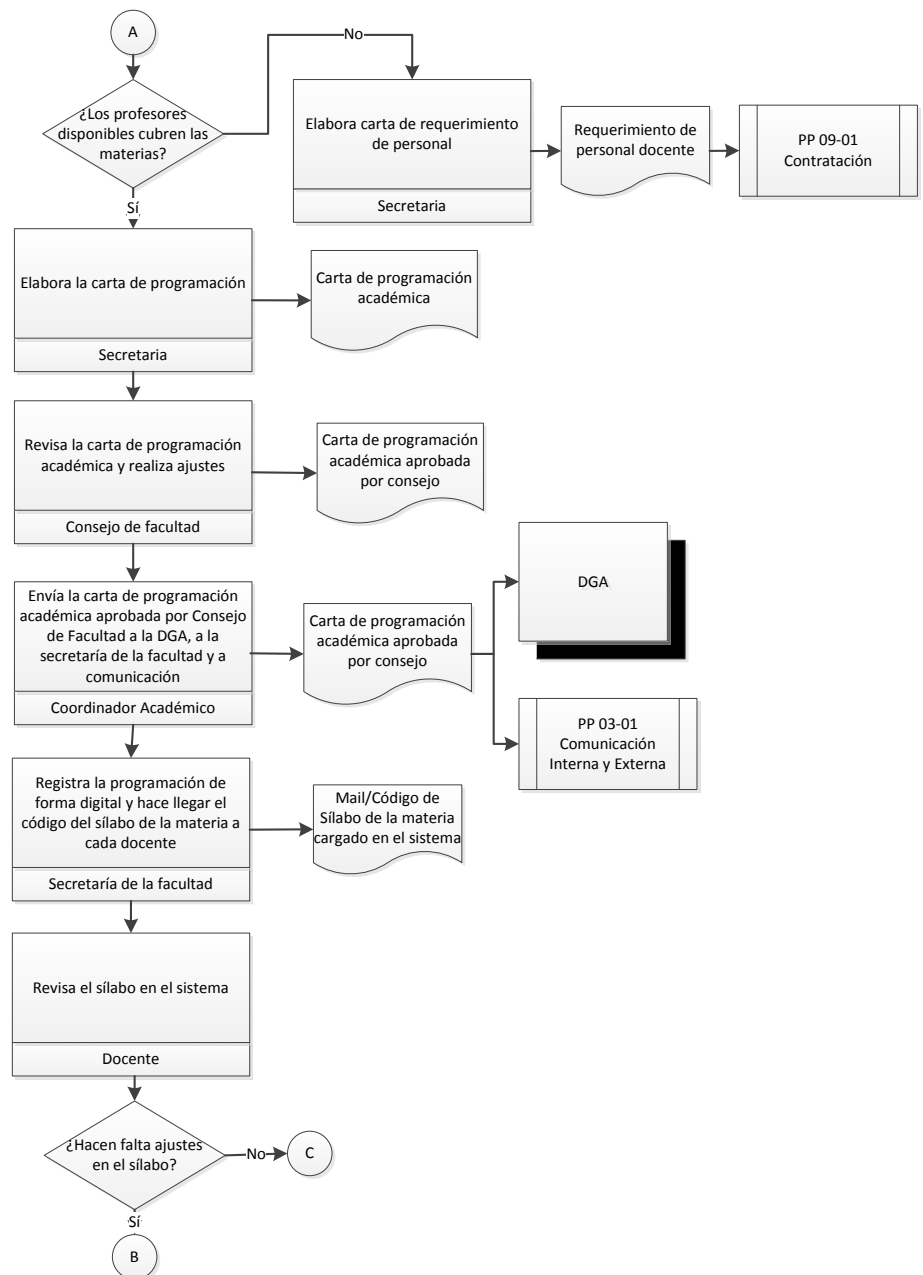 A
No
¿Los profesores
disponibles cubren las
materias?
Elabora carta de requerimiento
de personal
Secretaria
Requerimiento de
personal docente
PP 09-01
Contratación
Sí
Elabora la carta de programación
Secretaria
Carta de programación
académica
Revisa la carta de programación
académica y realiza ajustes
Consejo de facultad
Carta de programación
académica aprobada
por consejo
Envía la carta de programación
académica aprobada por Consejo
de Facultad a la DGA, a la
secretaría de la facultad y a
comunicación
Coordinador Académico
Carta de programación
académica aprobada
por consejo
DGA
PP 03-01
Comunicación
Interna y Externa
Registra la programación de
forma digital y hace llegar el
código del sílabo de la materia a
cada docente
Secretaría de la facultad
Mail/Código de
Sílabo de la materia
cargado en el sistema
Revisa el sílabo en el sistema
Docente
¿Hacen falta ajustes
en el sílabo?
No
C
Sí
B